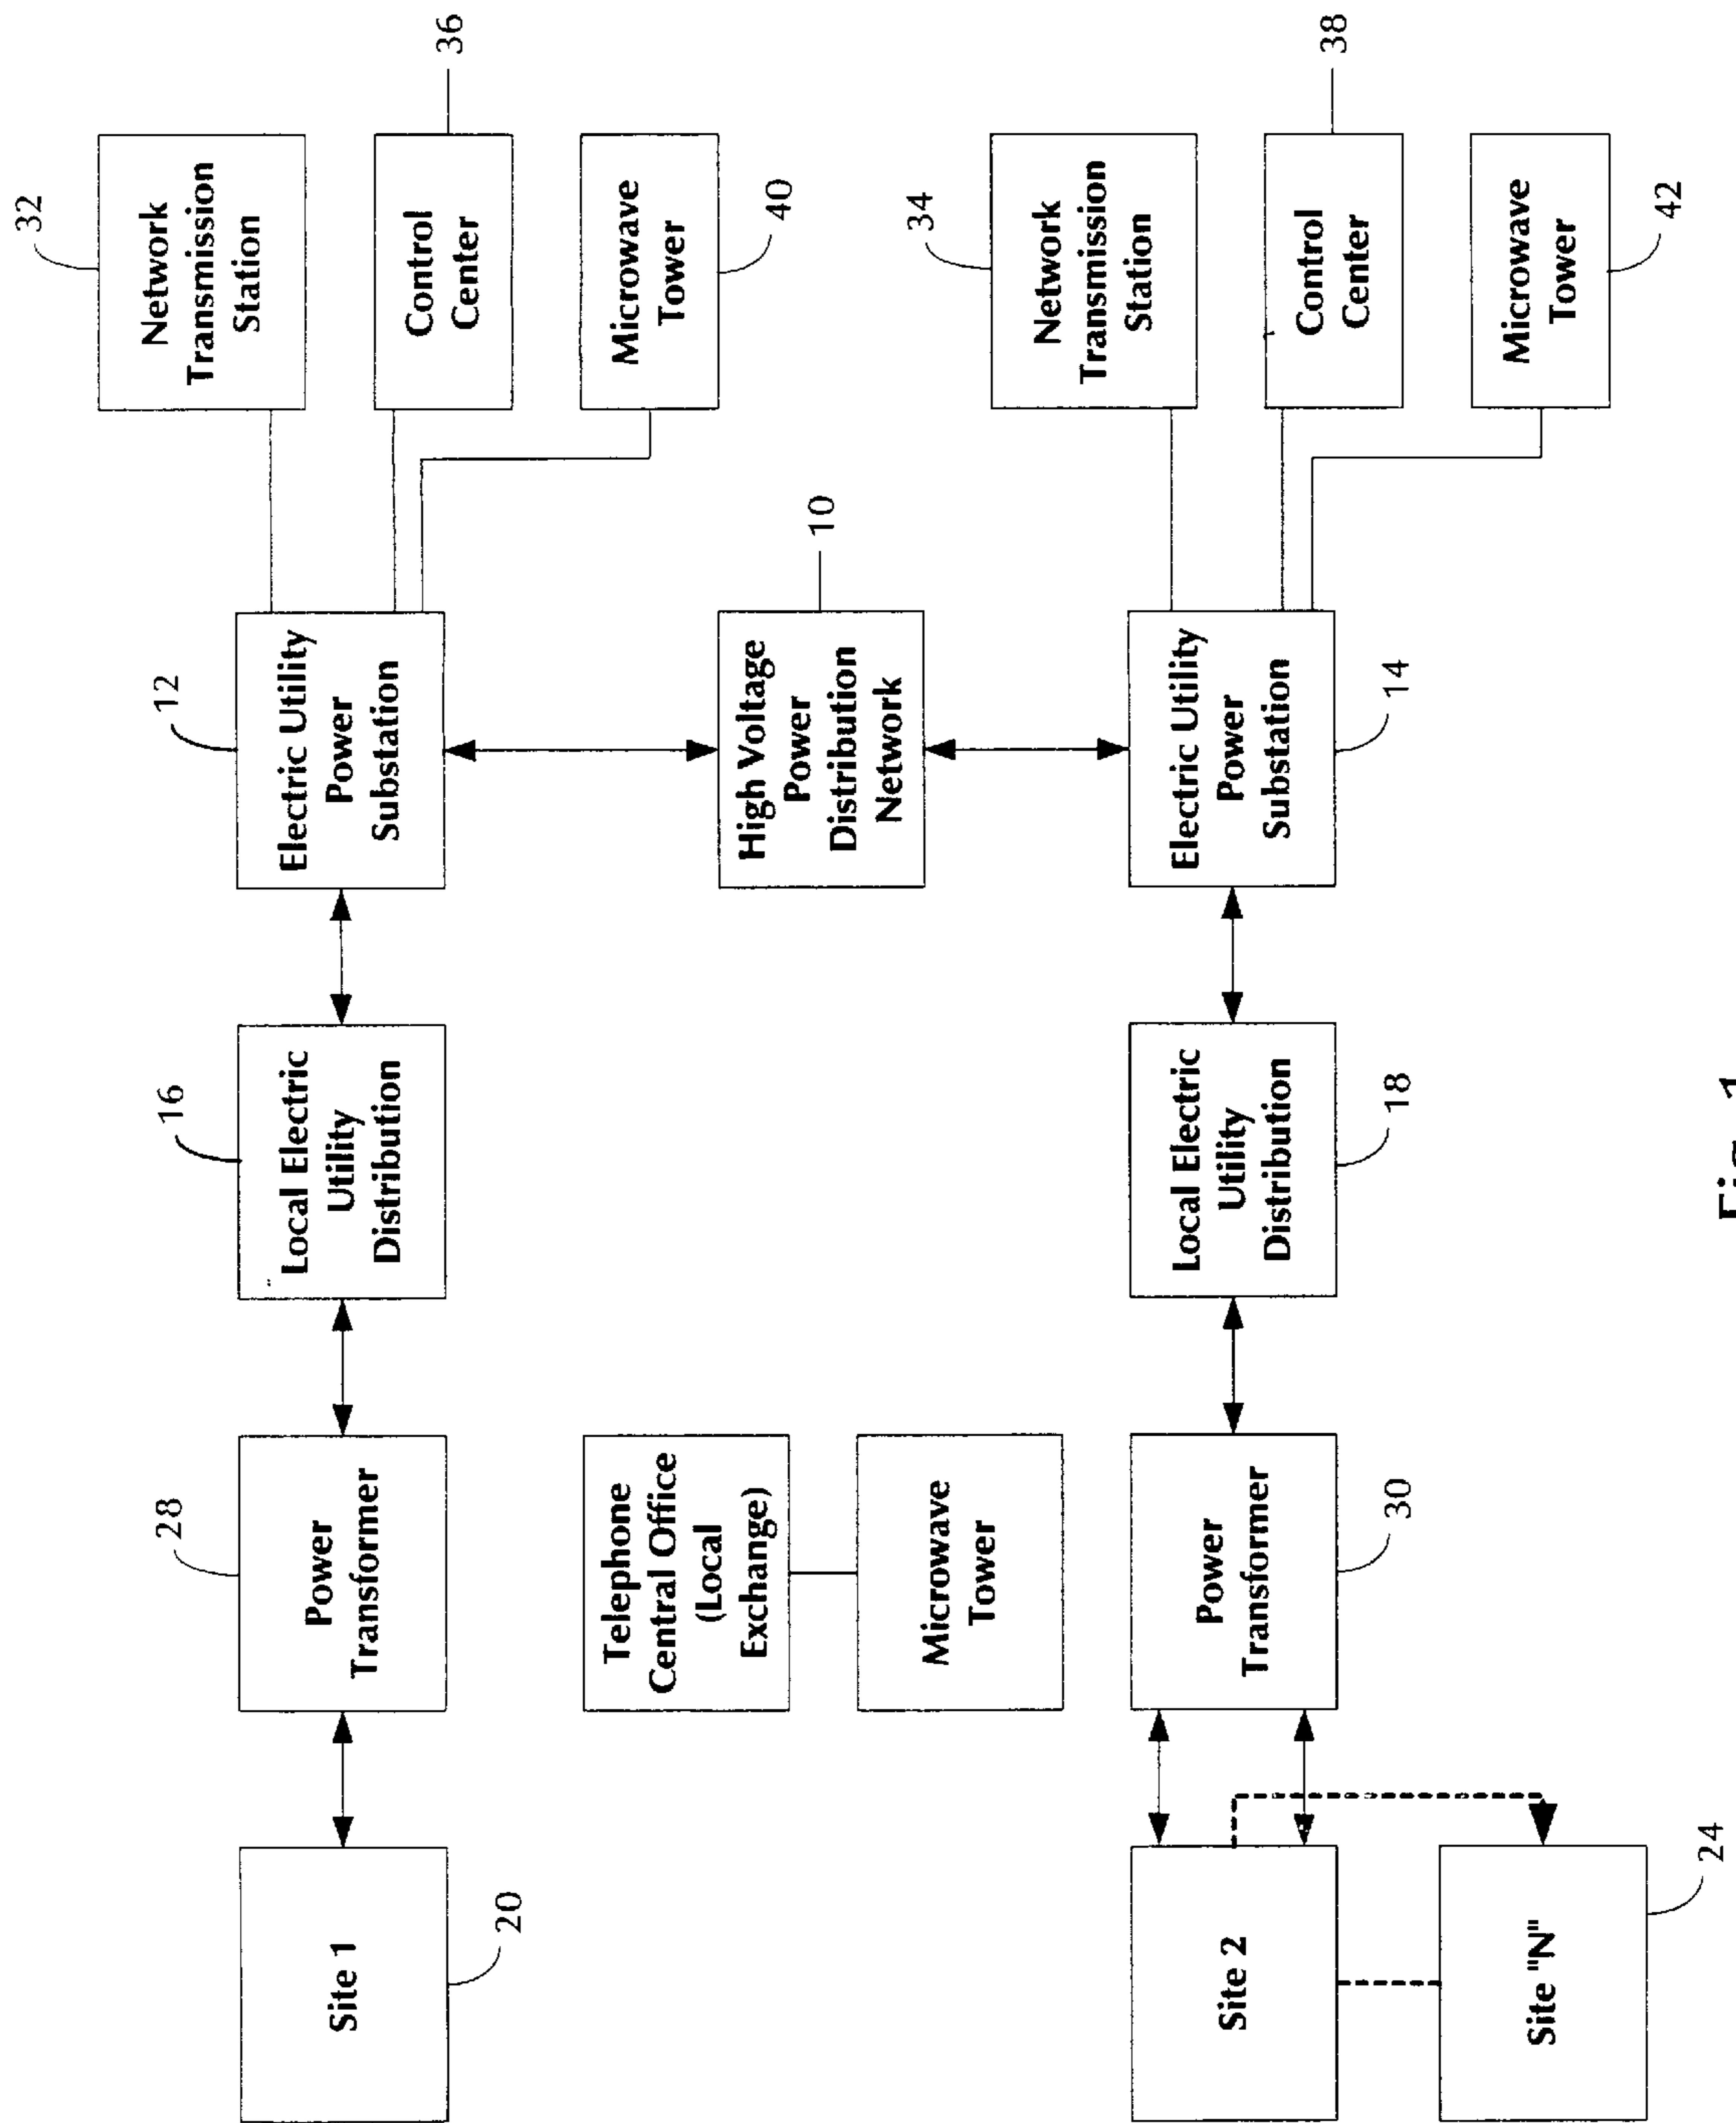 Site 1
20
Power
Transformer
28
Local Electric
Utility
Distribution
16
Electric Utility
Power
Substation
12
Network
Transmission
Station
32
Control
Center
36
Microwave
Tower
40
Telephone
Central Office
(Local
Exchange)
Microwave
Tower
High Voltage
Power
Distribution
Network
10
Site 2
Power
Transformer
30
Local Electric
Utility
Distribution
18
Electric Utility
Power
Substation
14
Network
Transmission
Station
34
Control
Center
38
Microwave
Tower
42
Site "N"
24
Fig. 1